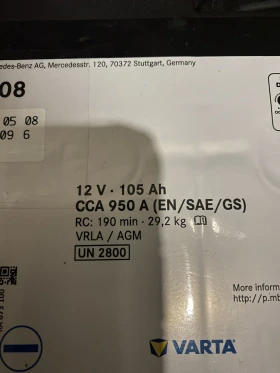 edes-Benz AG, Mercedesstr. 120, 70372 Stuttgart, Germany
08
05 08
09 6
12 V · 105 Ah
CCA 950 A (EN/SAE/GS)
RC: 190 min · 29,2 kg
VRLA / AGM
UN 2800
More inform
http://p.mb
VARTA